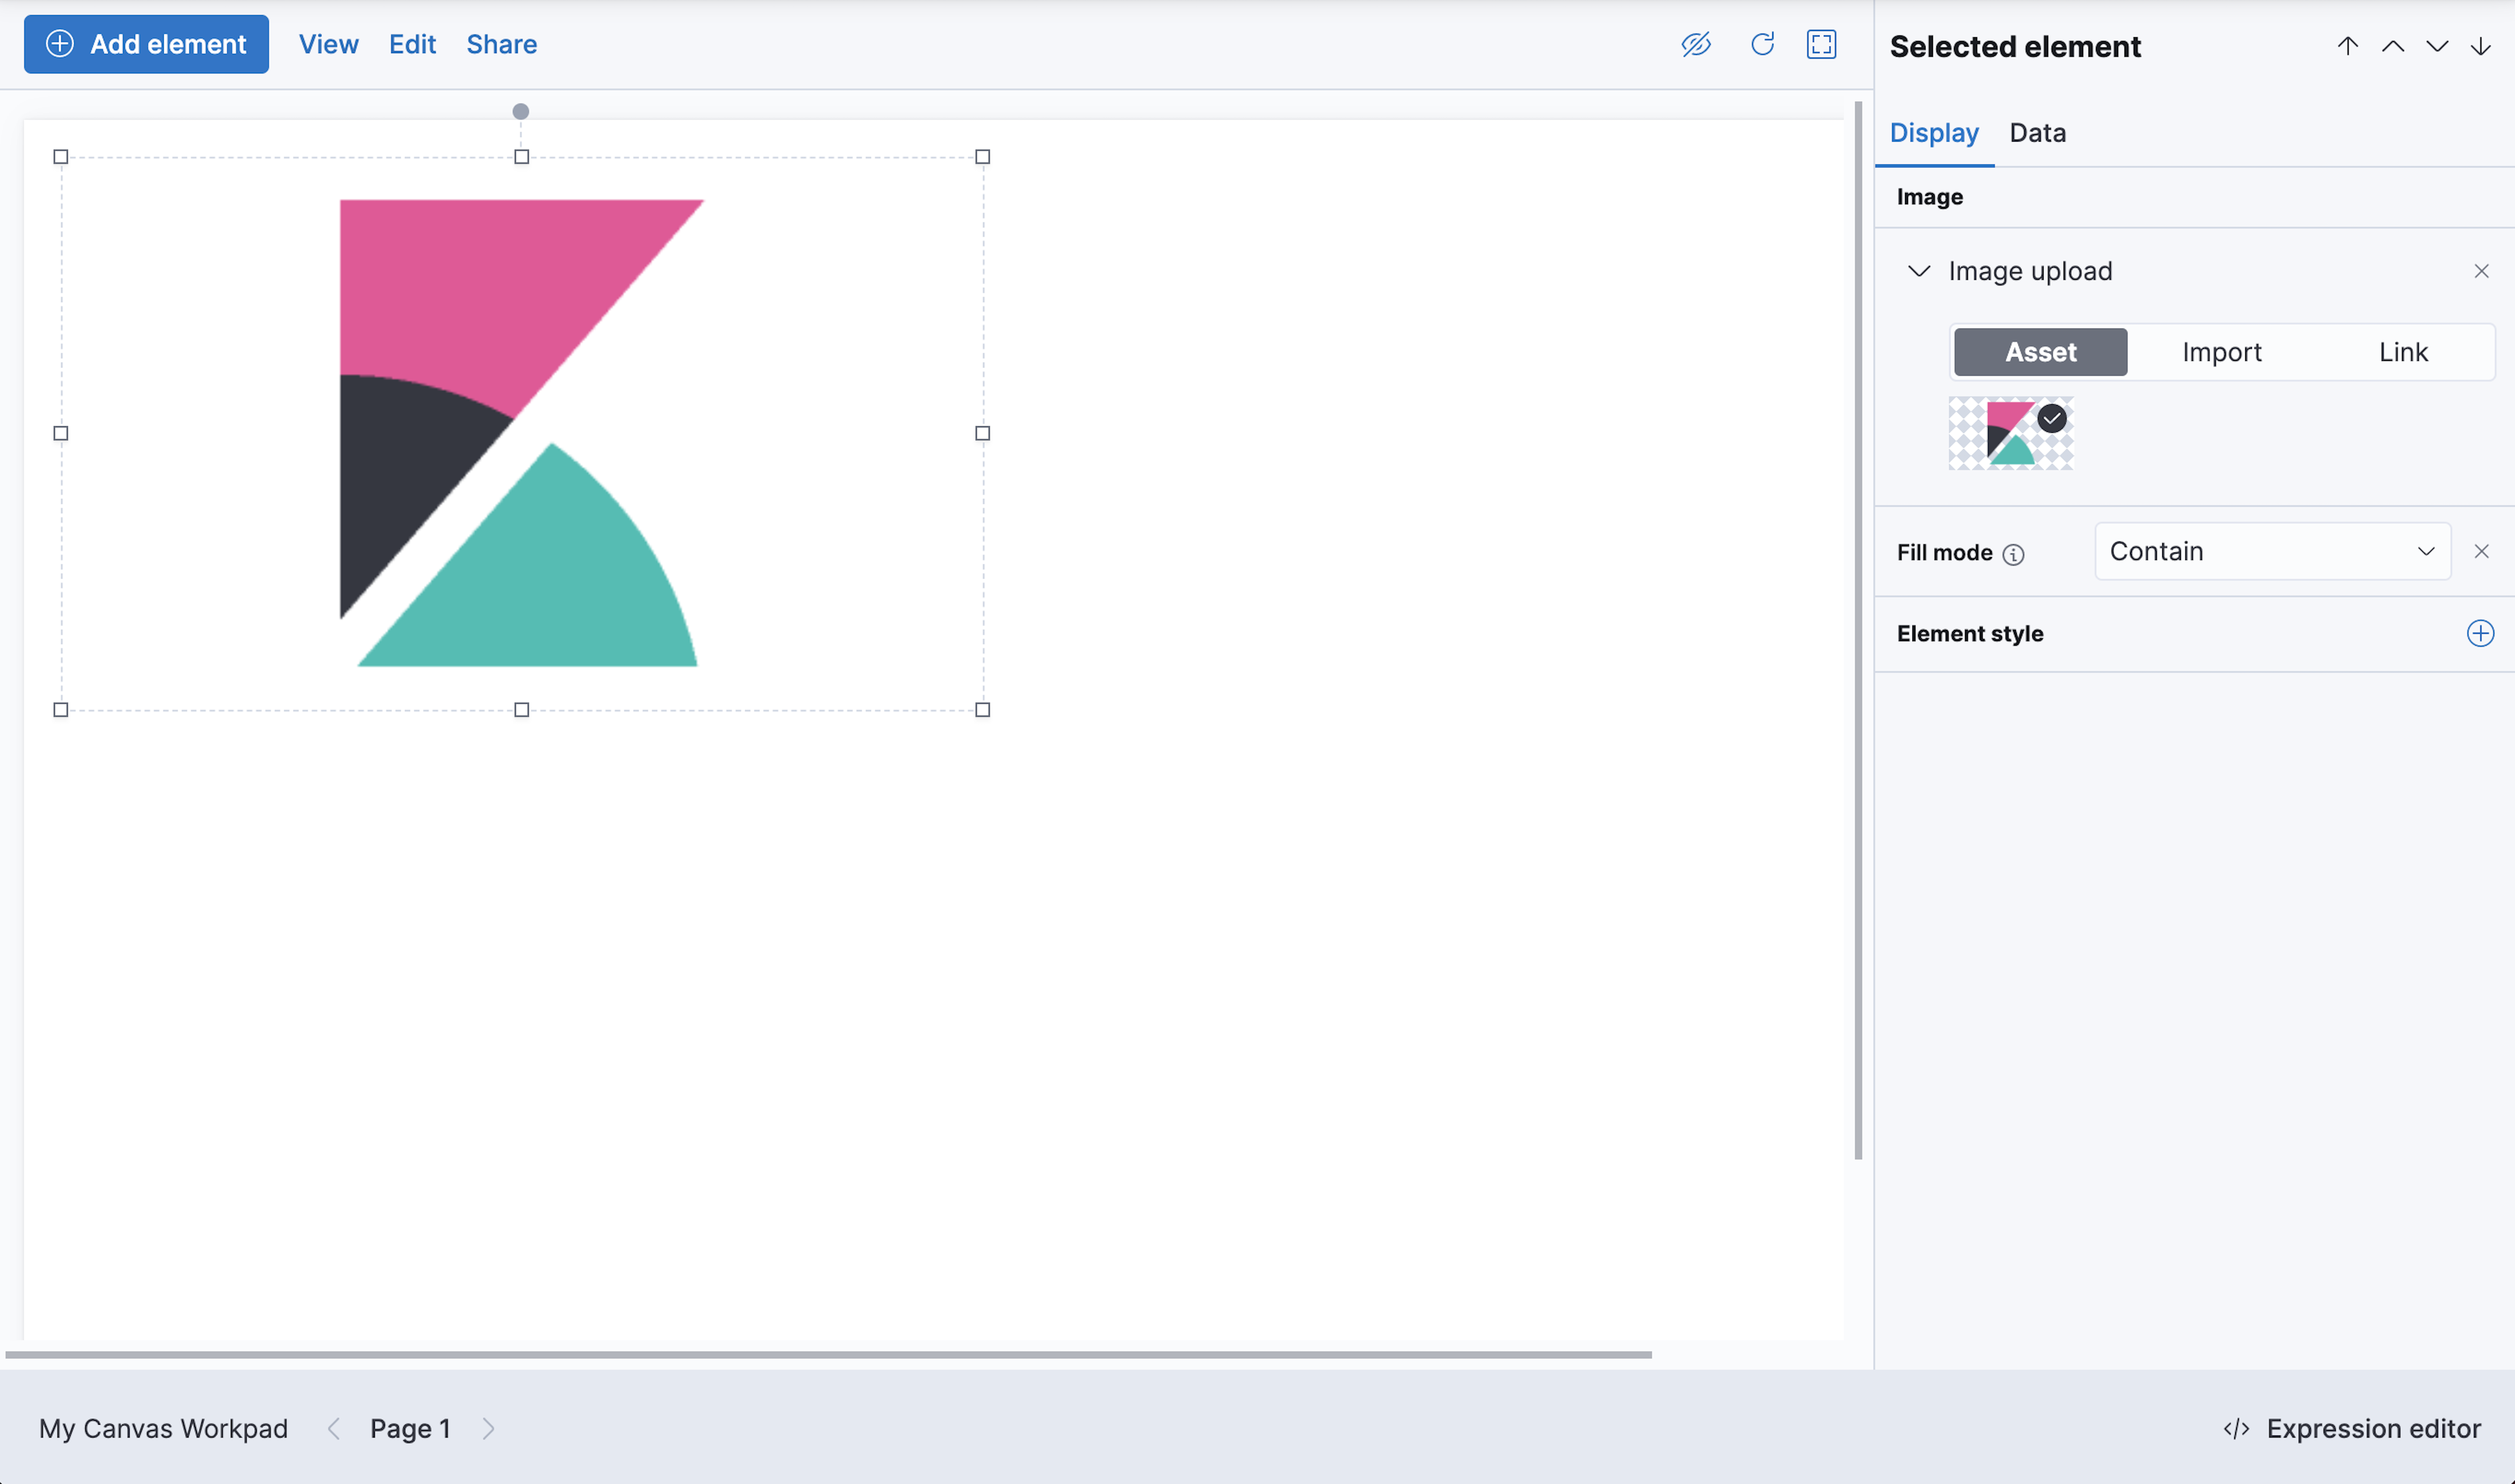 Add element View Edit Share
Selected element
Display Data
Image
Image upload
Asset Import Link
Fill mode Contain
Element style
My Canvas Workpad Page 1 Expression editor